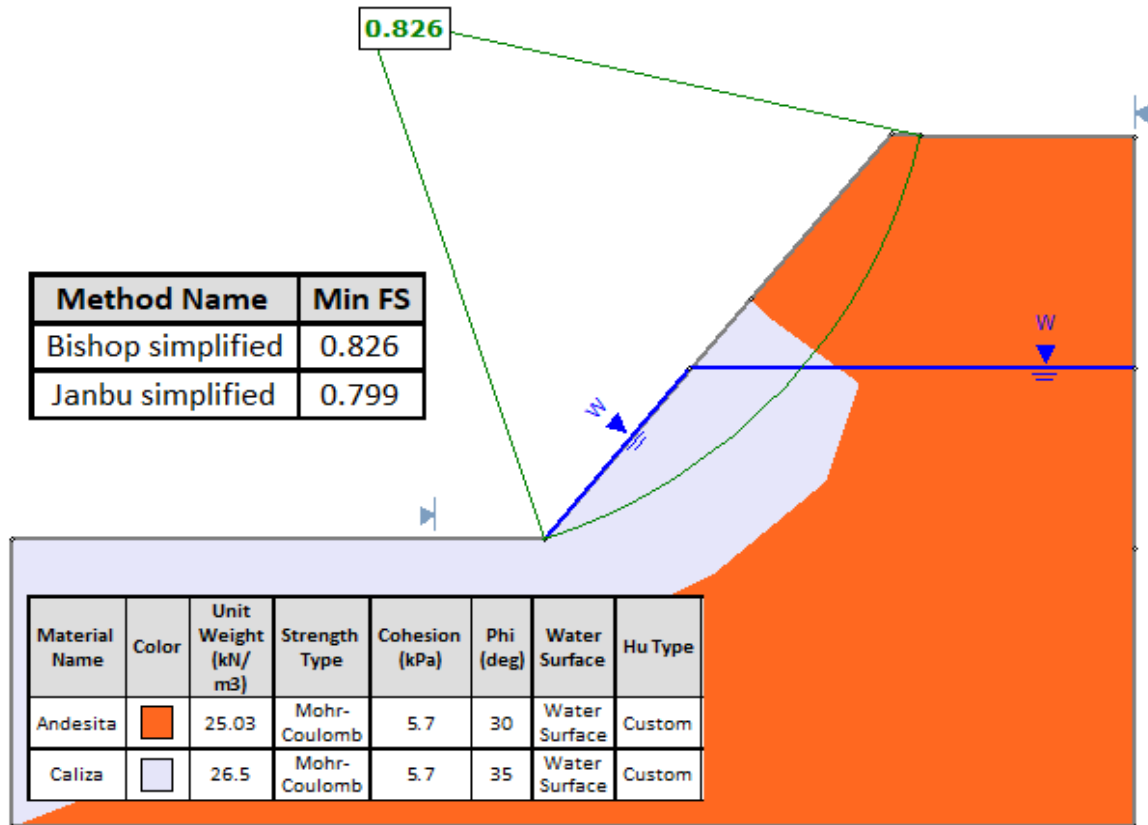 0.826
Method Name Min FS
Bishop simplified 0.826
Janbu simplified 0.799
W
W
Material Name Color Unit Weight (kN/ m3) Strength Type Cohesion (kPa) Phi (deg) Water Surface Hu Type
Andesita 25.03 Mohr-Coulomb 5.7 30 Water Surface Custom
Caliza 26.5 Mohr-Coulomb 5.7 35 Water Surface Custom